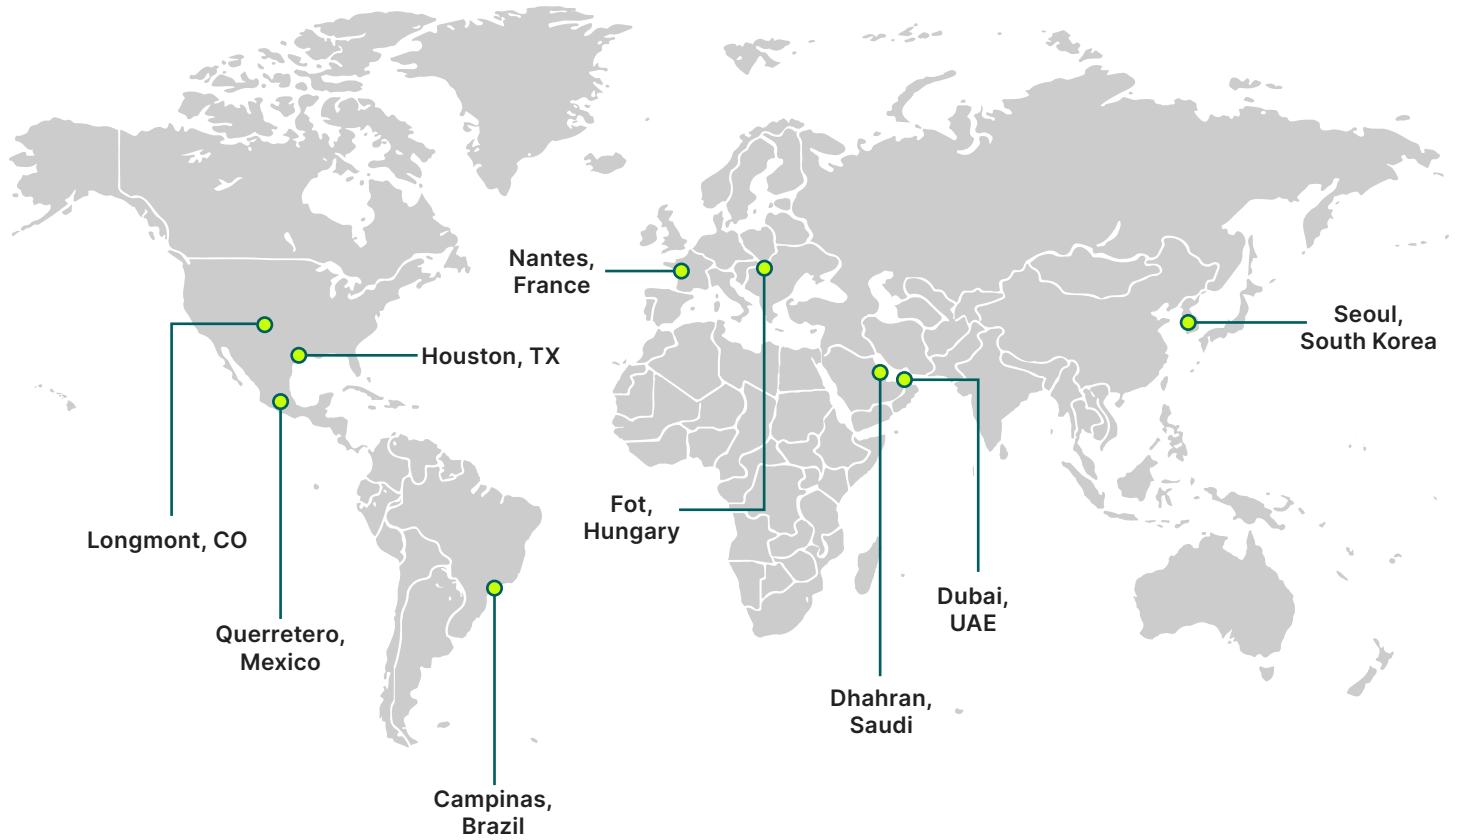 Nantes,
France
Seoul,
South Korea
Houston, TX
Fot,
Hungary
Longmont, CO
Dubai,
UAE
Querretero,
Mexico
Dhahran,
Saudi
Campinas,
Brazil